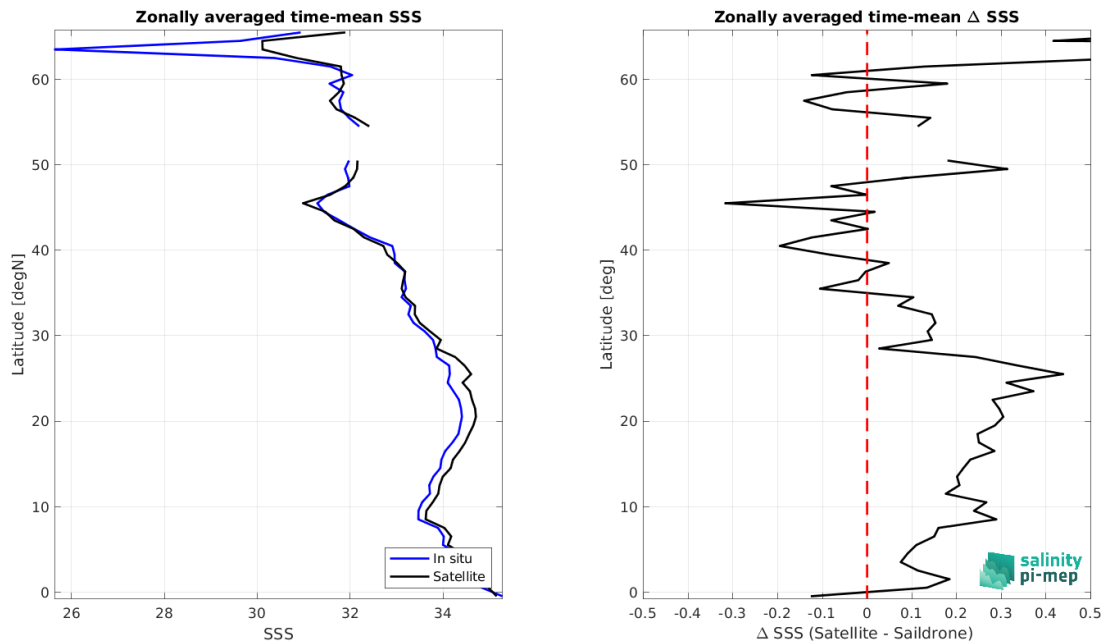 Zonally averaged time-mean SSS
Latitude [degN]
60
50
40
30
20
10
0
26 28 30 32 34
SSS
In situ
Satellite
Zonally averaged time-mean Δ SSS
Latitude [deg]
60
50
40
30
20
10
0
-0.5 -0.4 -0.3 -0.2 -0.1 0 0.1 0.2 0.3 0.4 0.5
Δ SSS (Satellite - Saildrone)
salinity
pi-mep